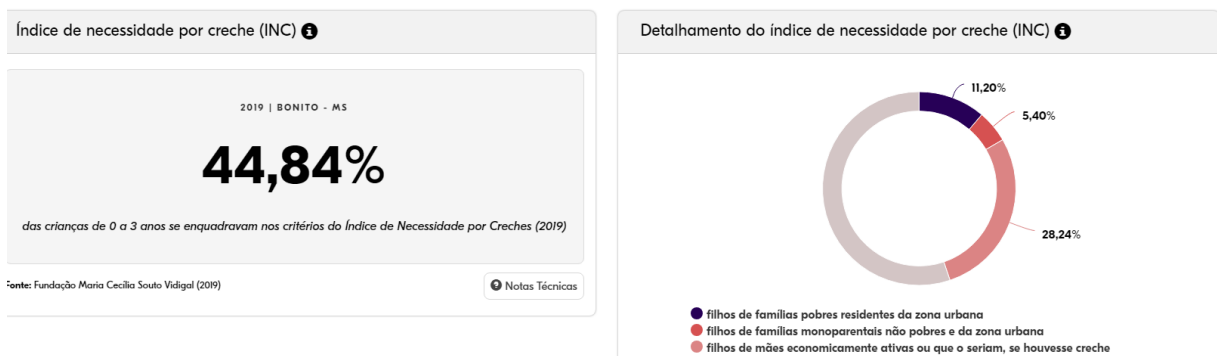 Índice de necessidade por creche (INC)
2019 | BONITO - MS
44,84%
das crianças de 0 a 3 anos se enquadravam nos critérios do Índice de Necessidade por Creches (2019)
Fonte: Fundação Maria Cecília Souto Vidigal (2019)
Notas Técnicas
Detalhamento do índice de necessidade por creche (INC)
11,20%
5,40%
28,24%
filhos de famílias pobres residentes da zona urbana
filhos de famílias monoparentais não pobres e da zona urbana
filhos de mães economicamente ativas ou que o seriam, se houvesse creche